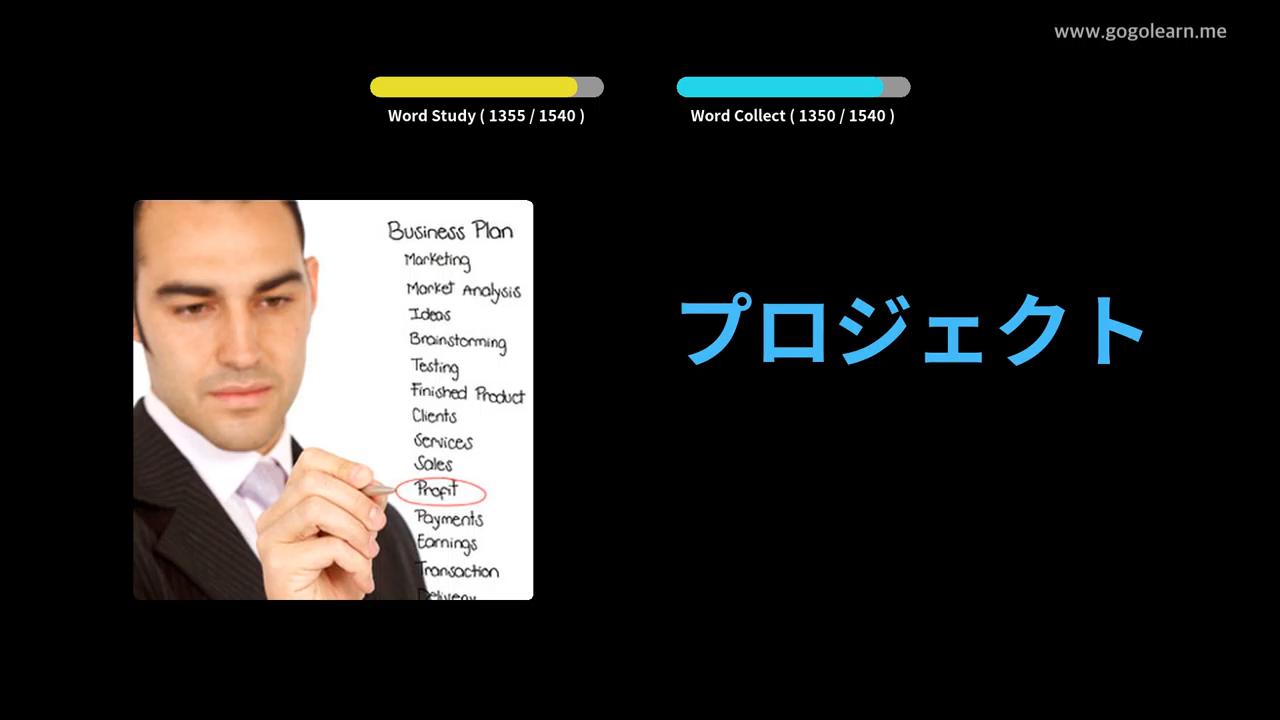 www.gogolearn.me
Word Study ( 1355 / 1540 )
Word Collect ( 1350 / 1540 )
Business Plan
Marketing
Market Analysis
Ideas
Brainstorming
Testing
Finished Product
Clients
Services
Sales
Profit
Payments
Earnings
Transaction
Delivery
プロジェクト